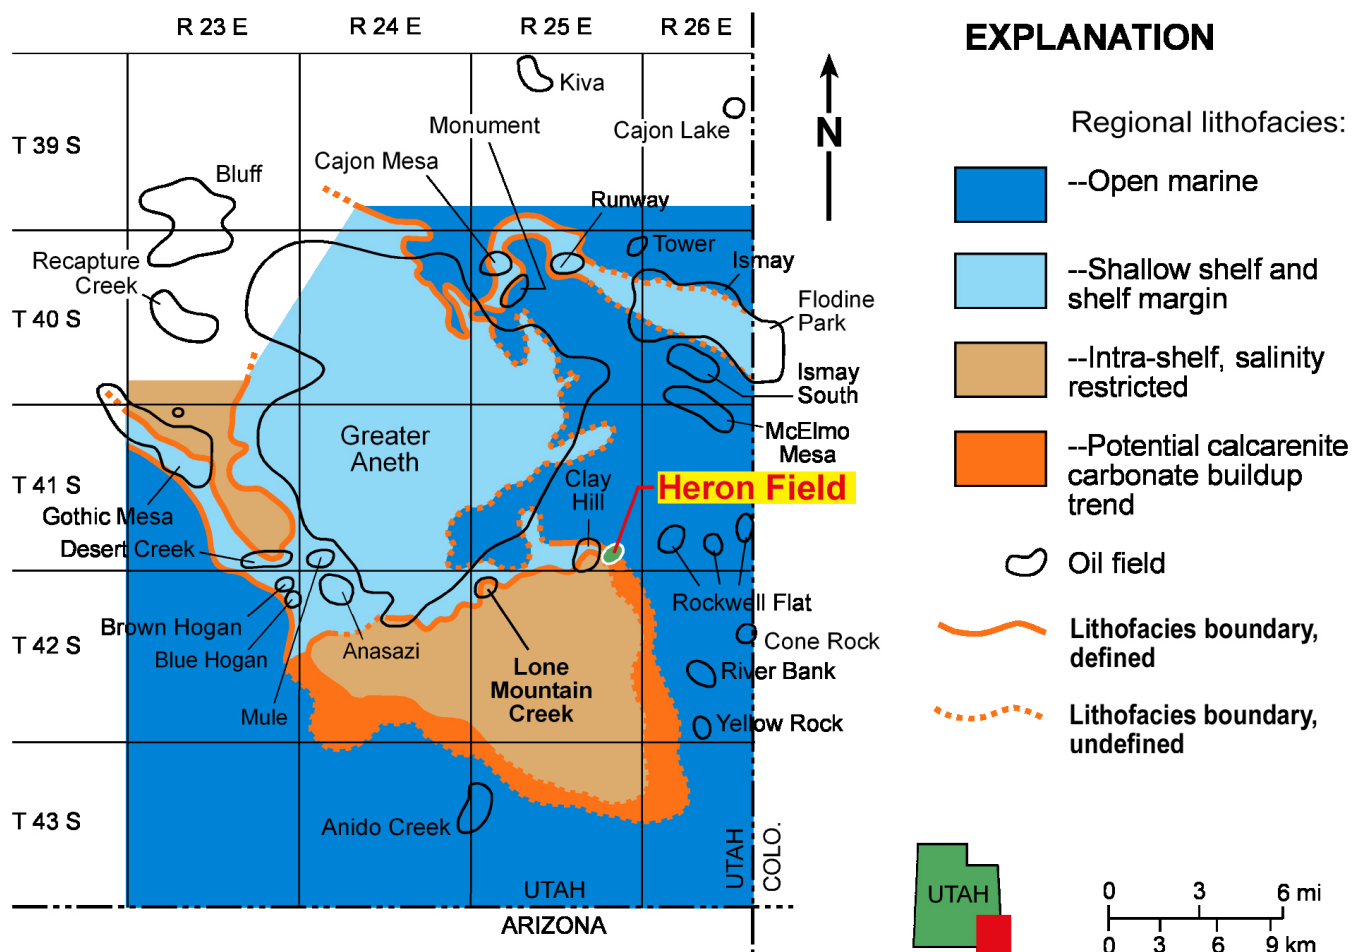 R 23 E
R 24 E
R 25 E
R 26 E
EXPLANATION
Kiva
Cajon Lake
Monument
N
Regional lithofacies:
T 39 S
Cajon Mesa
Bluff
--Open marine
Runway
Tower
Ismay
Recapture
Creek
--Shallow shelf and
shelf margin
Flodine
Park
T 40 S
--Intra-shelf, salinity
restricted
Ismay
South
McElmo
Mesa
Greater
Aneth
--Potential calcarenite
carbonate buildup
trend
T 41 S
Clay
Hill
Heron Field
Gothic Mesa
Desert Creek
Oil field
Rockwell Flat
Brown Hogan
Blue Hogan
Anasazi
Cone Rock
T 42 S
Lithofacies boundary,
defined
Lone
Mountain
Creek
River Bank
Mule
Yellow Rock
Lithofacies boundary,
undefined
T 43 S
Anido Creek
UTAH
COLO.
UTAH
ARIZONA
UTAH
0 3 6 mi
0 3 6 9 km